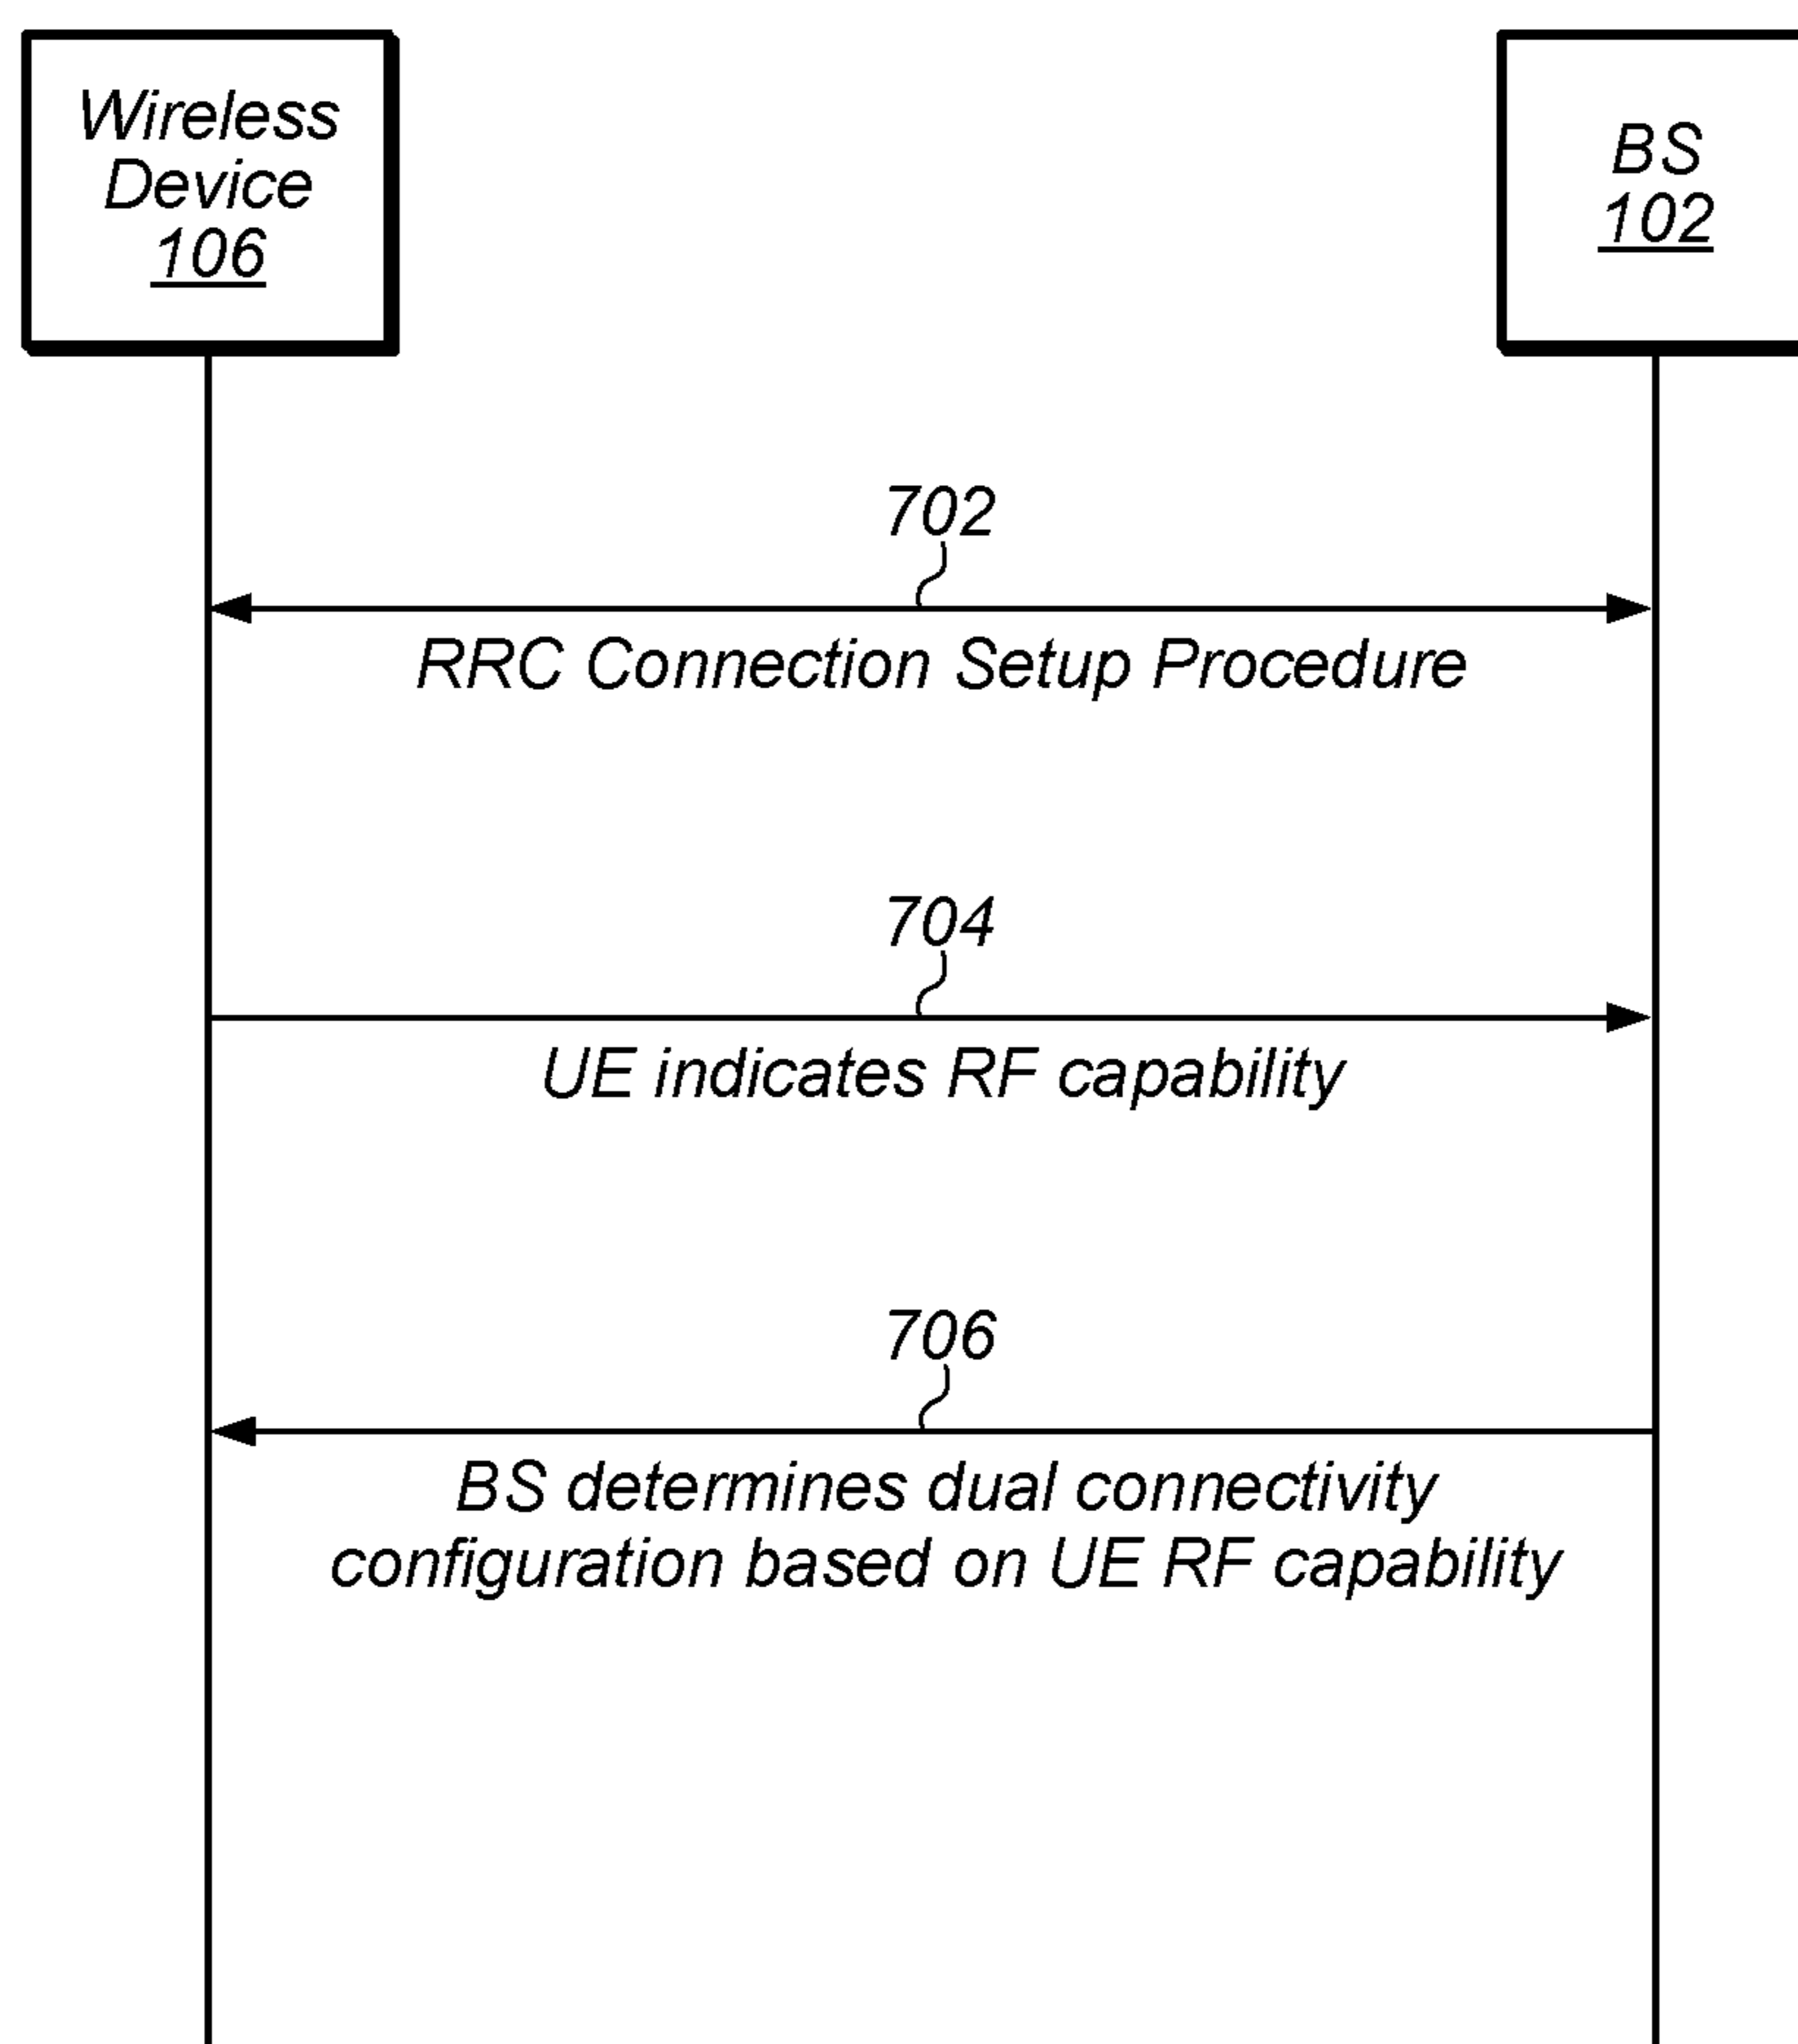 Wireless
Device
106
BS
102
702
RRC Connection Setup Procedure
704
UE indicates RF capability
706
BS determines dual connectivity
configuration based on UE RF capability